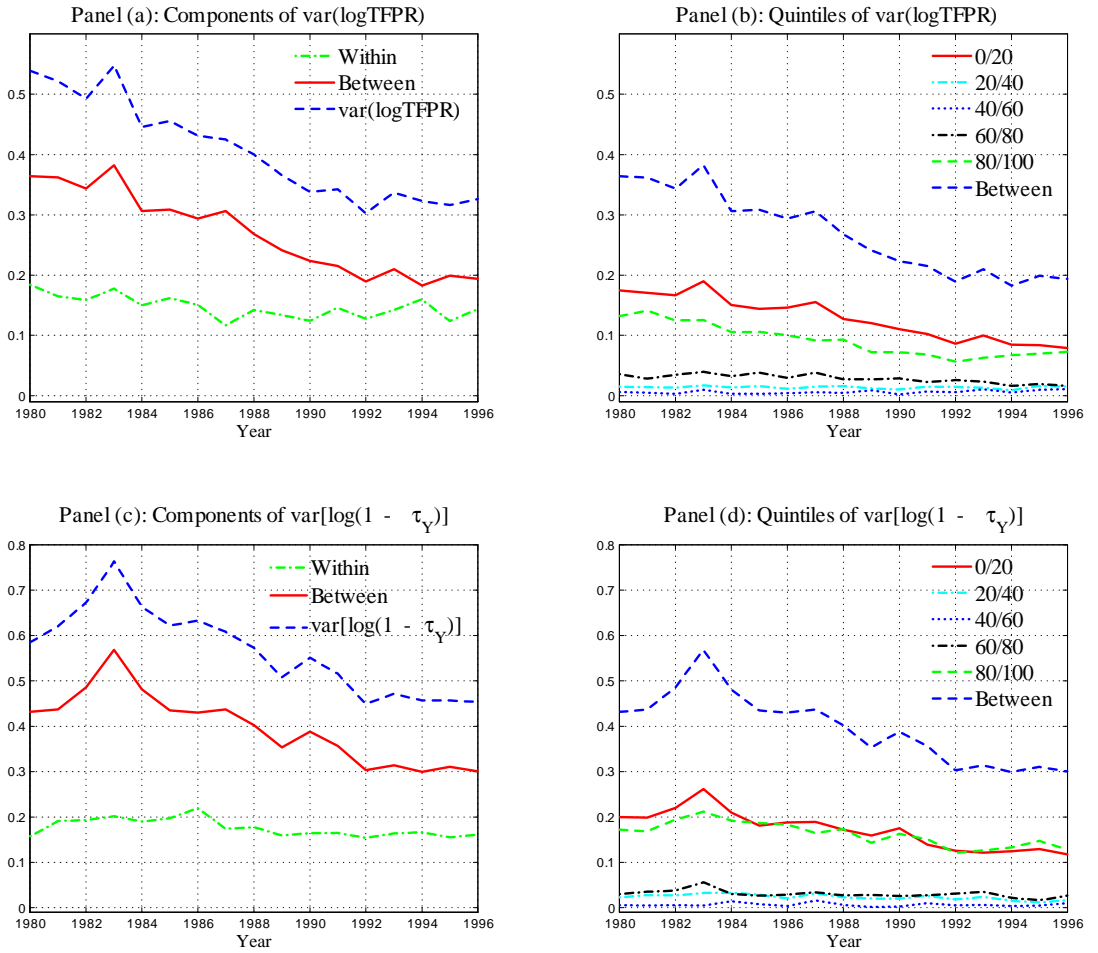 Panel (a): Components of var(logTFPR)
Within
Between
var(logTFPR)
0.5
0.4
0.3
0.2
0.1
0
1980 1982 1984 1986 1988 1990 1992 1994 1996
Year
Panel (b): Quintiles of var(logTFPR)
0/20
20/40
40/60
60/80
80/100
Between
0.5
0.4
0.3
0.2
0.1
0
1980 1982 1984 1986 1988 1990 1992 1994 1996
Year
Panel (c): Components of var[log(1 - τ_Y)]
Within
Between
var[log(1 - τ_Y)]
0.8
0.7
0.6
0.5
0.4
0.3
0.2
0.1
0
1980 1982 1984 1986 1988 1990 1992 1994 1996
Year
Panel (d): Quintiles of var[log(1 - τ_Y)]
0/20
20/40
40/60
60/80
80/100
Between
0.8
0.7
0.6
0.5
0.4
0.3
0.2
0.1
0
1980 1982 1984 1986 1988 1990 1992 1994 1996
Year